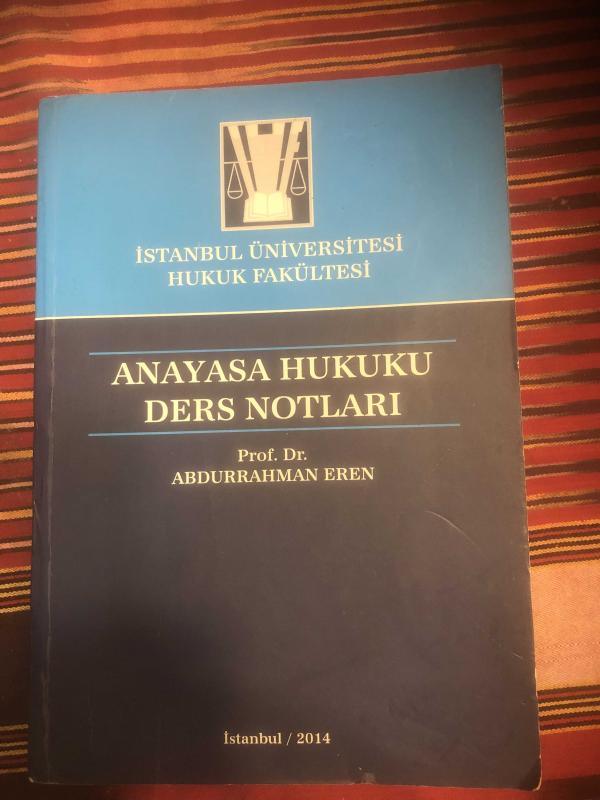 İSTANBUL ÜNİVERSİTESİ
HUKUK FAKÜLTESİ
ANAYASA HUKUKU
DERS NOTLARI
Prof. Dr.
ABDURRAHMAN EREN
İstanbul / 2014